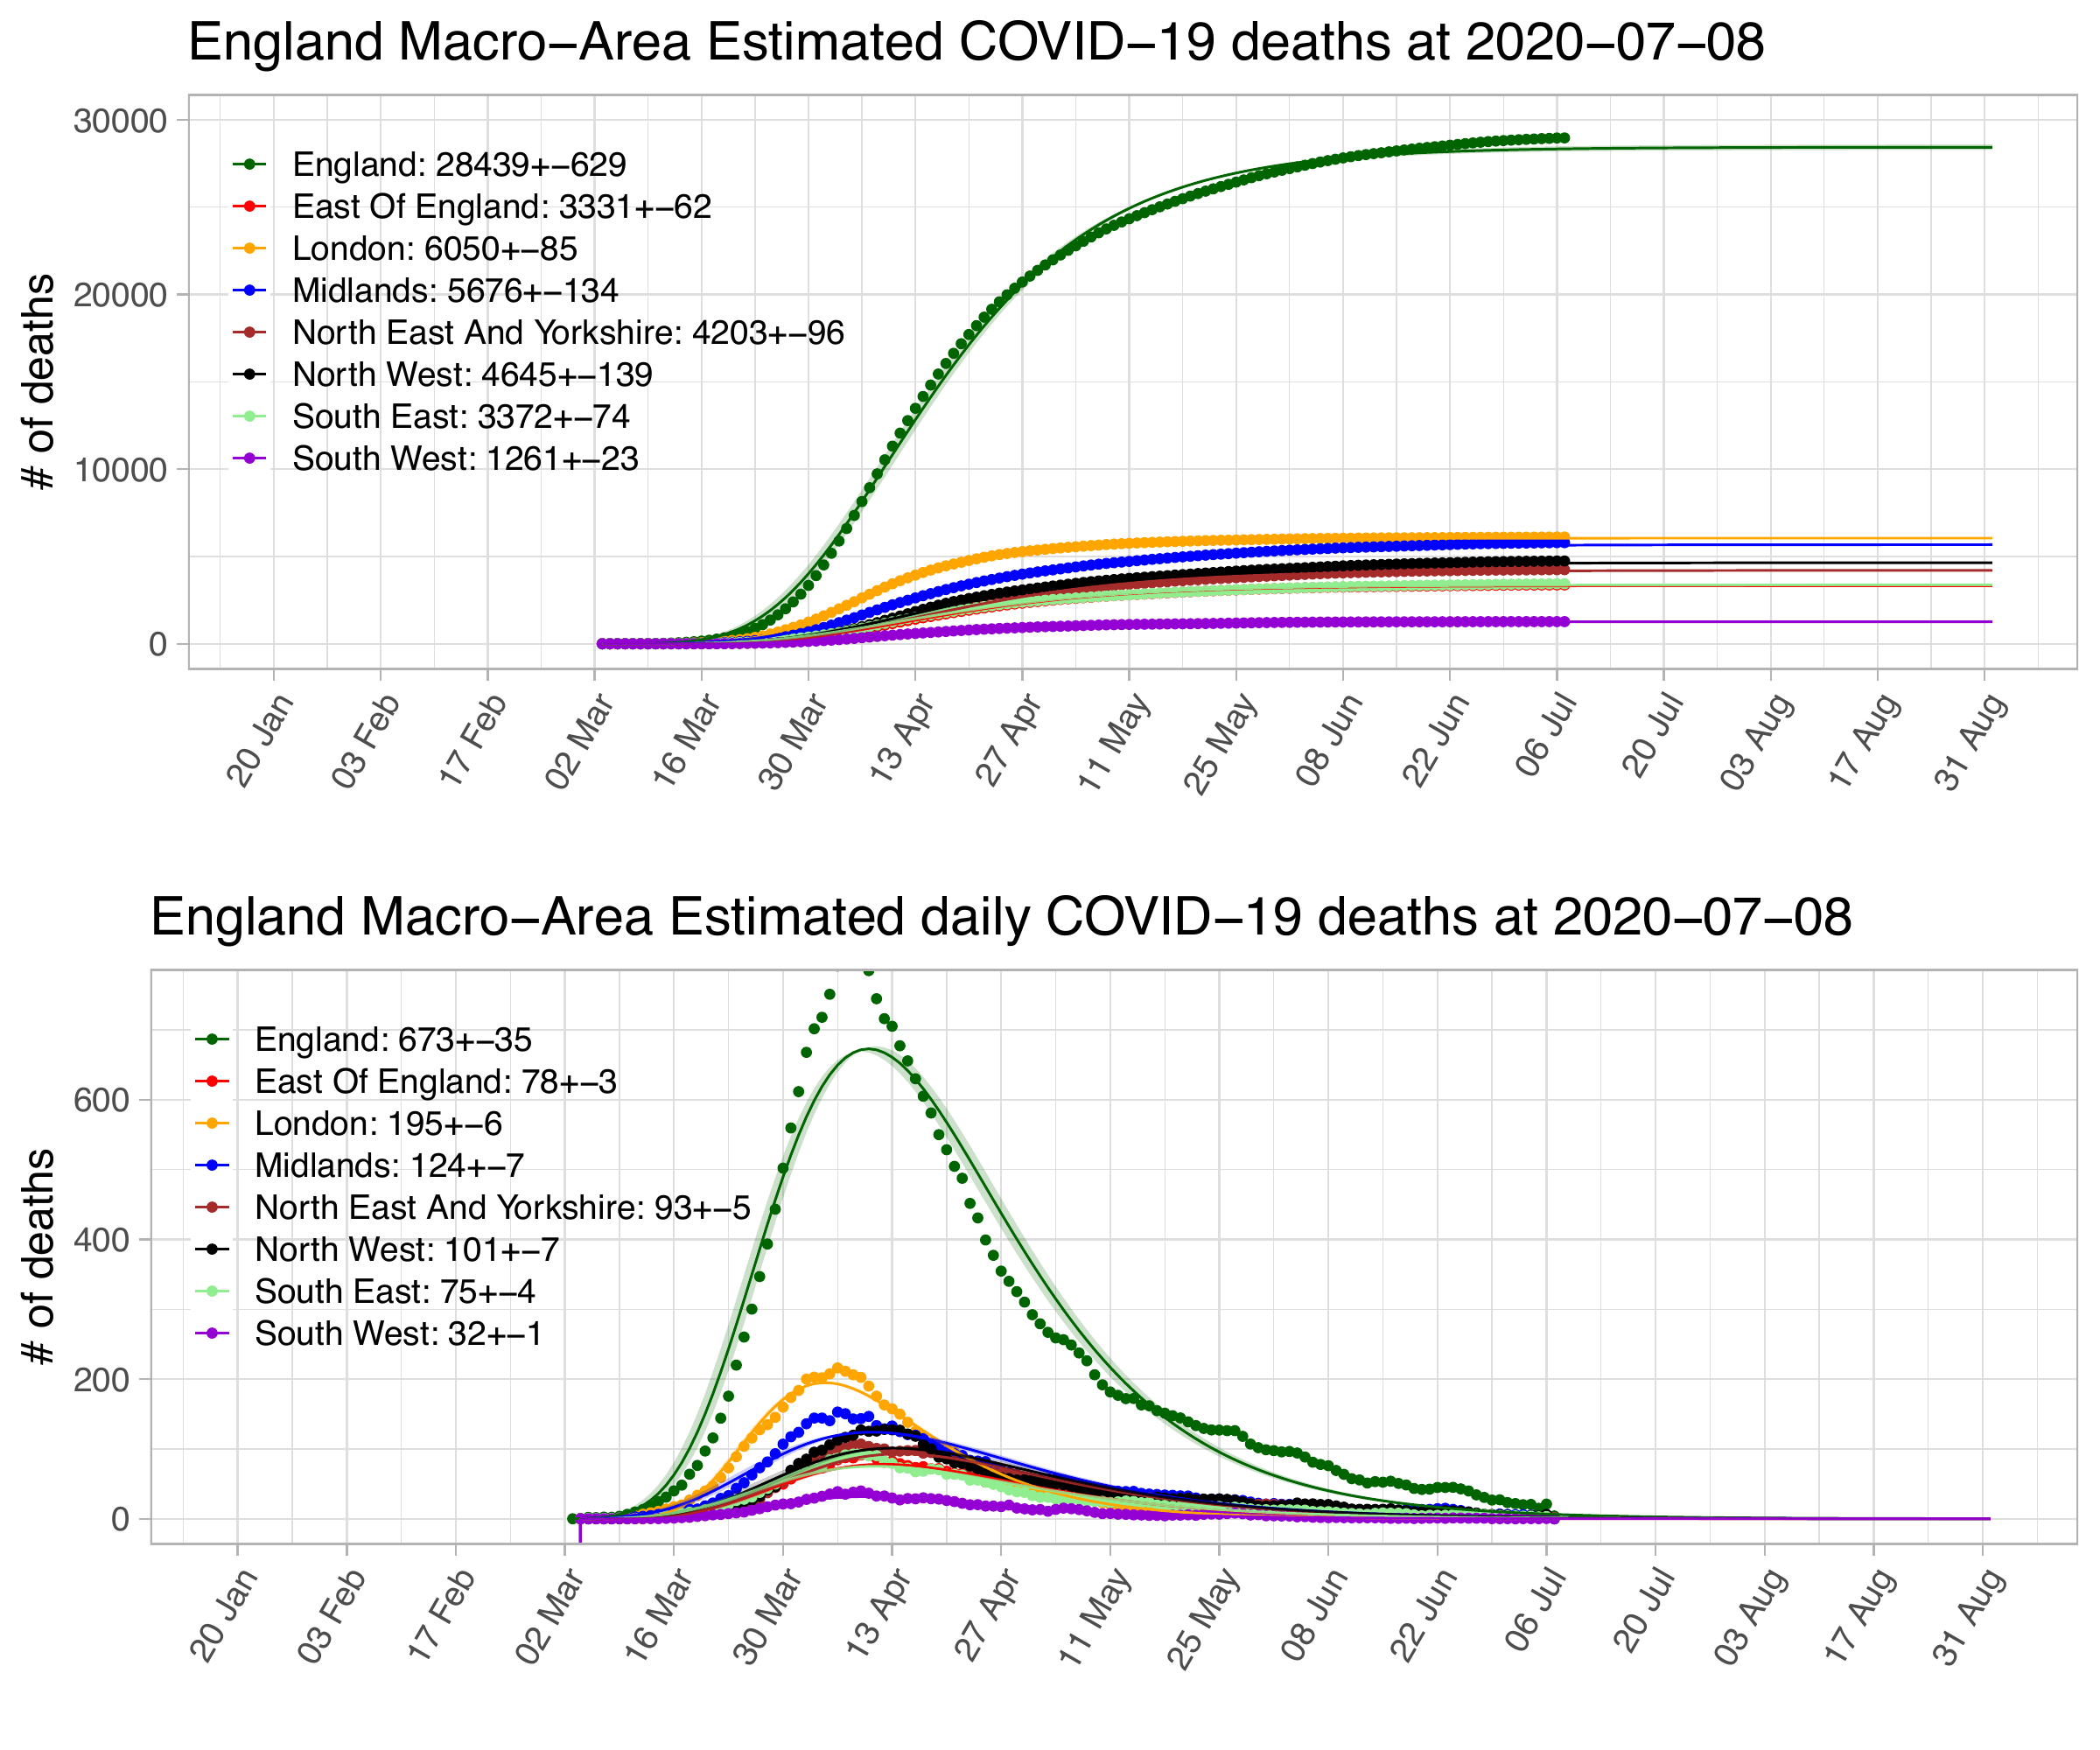 England Macro–Area Estimated COVID–19 deaths at 2020–07–08
# of deaths
30000
20000
10000
0
England: 28439+–629
East Of England: 3331+–62
London: 6050+–85
Midlands: 5676+–134
North East And Yorkshire: 4203+–96
North West: 4645+–139
South East: 3372+–74
South West: 1261+–23
20 Jan
03 Feb
17 Feb
02 Mar
16 Mar
30 Mar
13 Apr
27 Apr
11 May
25 May
08 Jun
22 Jun
06 Jul
20 Jul
03 Aug
17 Aug
31 Aug
England Macro–Area Estimated daily COVID–19 deaths at 2020–07–08
# of deaths
600
400
200
0
England: 673+–35
East Of England: 78+–3
London: 195+–6
Midlands: 124+–7
North East And Yorkshire: 93+–5
North West: 101+–7
South East: 75+–4
South West: 32+–1
20 Jan
03 Feb
17 Feb
02 Mar
16 Mar
30 Mar
13 Apr
27 Apr
11 May
25 May
08 Jun
22 Jun
06 Jul
20 Jul
03 Aug
17 Aug
31 Aug